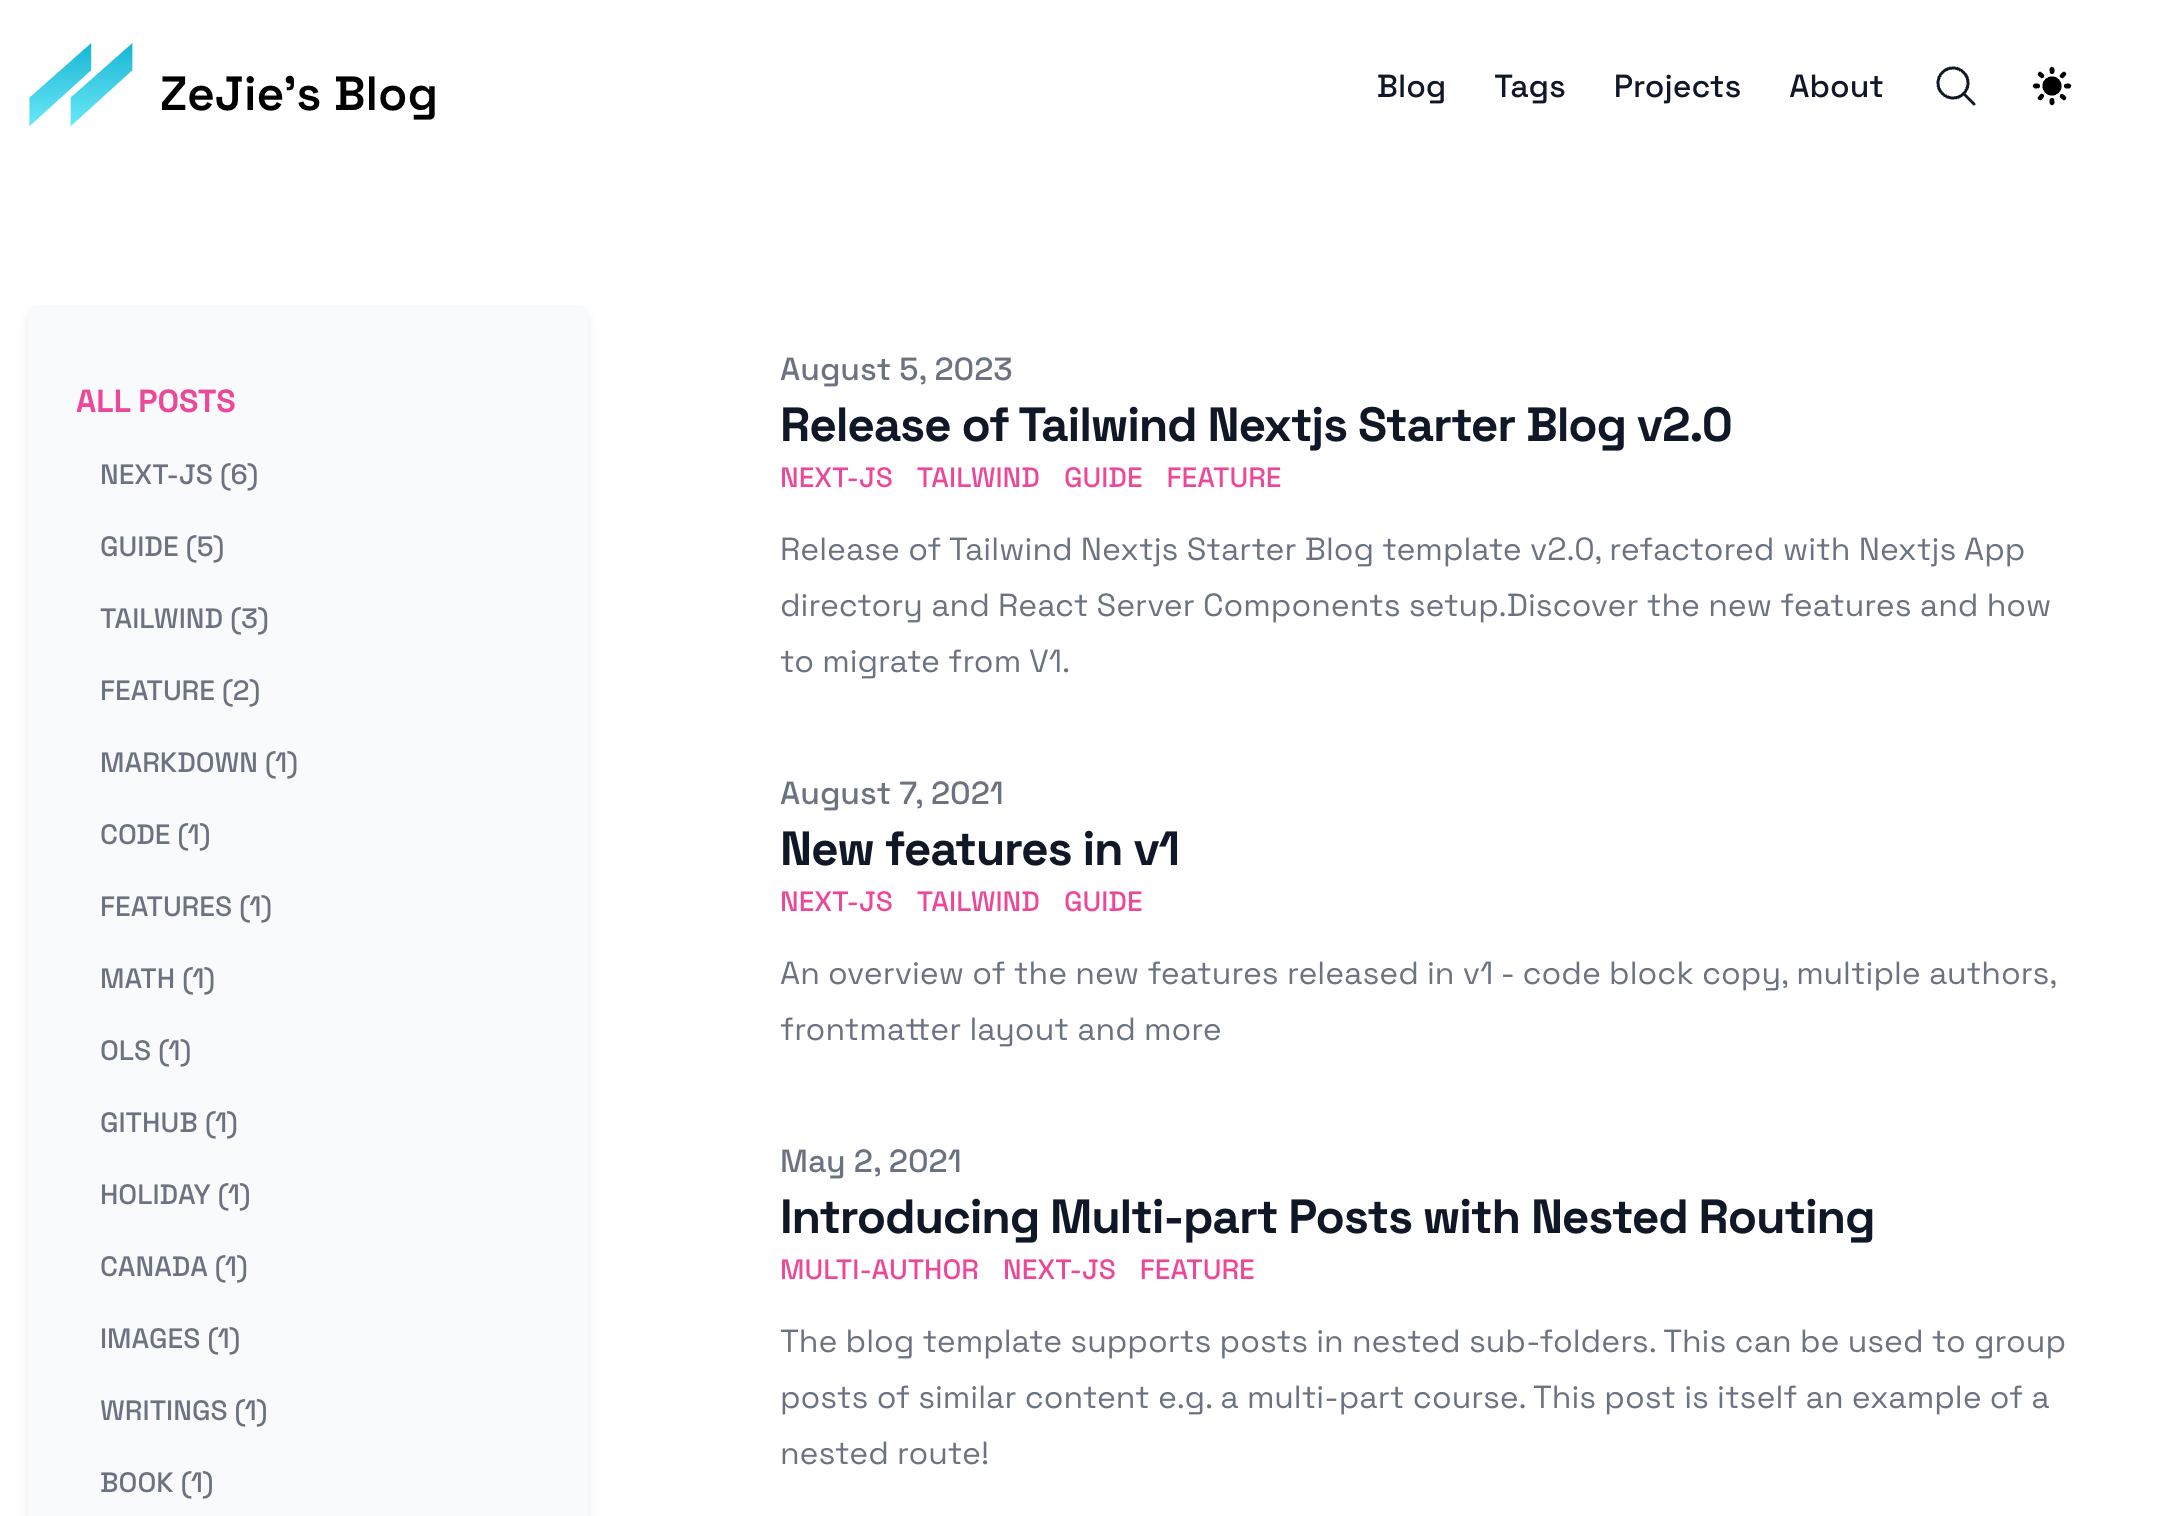 ZeJie's Blog
Blog Tags Projects About
ALL POSTS
NEXT-JS (6)
GUIDE (5)
TAILWIND (3)
FEATURE (2)
MARKDOWN (1)
CODE (1)
FEATURES (1)
MATH (1)
OLS (1)
GITHUB (1)
HOLIDAY (1)
CANADA (1)
IMAGES (1)
WRITINGS (1)
BOOK (1)
August 5, 2023
Release of Tailwind Nextjs Starter Blog v2.0
NEXT-JS TAILWIND GUIDE FEATURE
Release of Tailwind Nextjs Starter Blog template v2.0, refactored with Nextjs App
directory and React Server Components setup.Discover the new features and how
to migrate from V1.
August 7, 2021
New features in v1
NEXT-JS TAILWIND GUIDE
An overview of the new features released in v1 - code block copy, multiple authors,
frontmatter layout and more
May 2, 2021
Introducing Multi-part Posts with Nested Routing
MULTI-AUTHOR NEXT-JS FEATURE
The blog template supports posts in nested sub-folders. This can be used to group
posts of similar content e.g. a multi-part course. This post is itself an example of a
nested route!